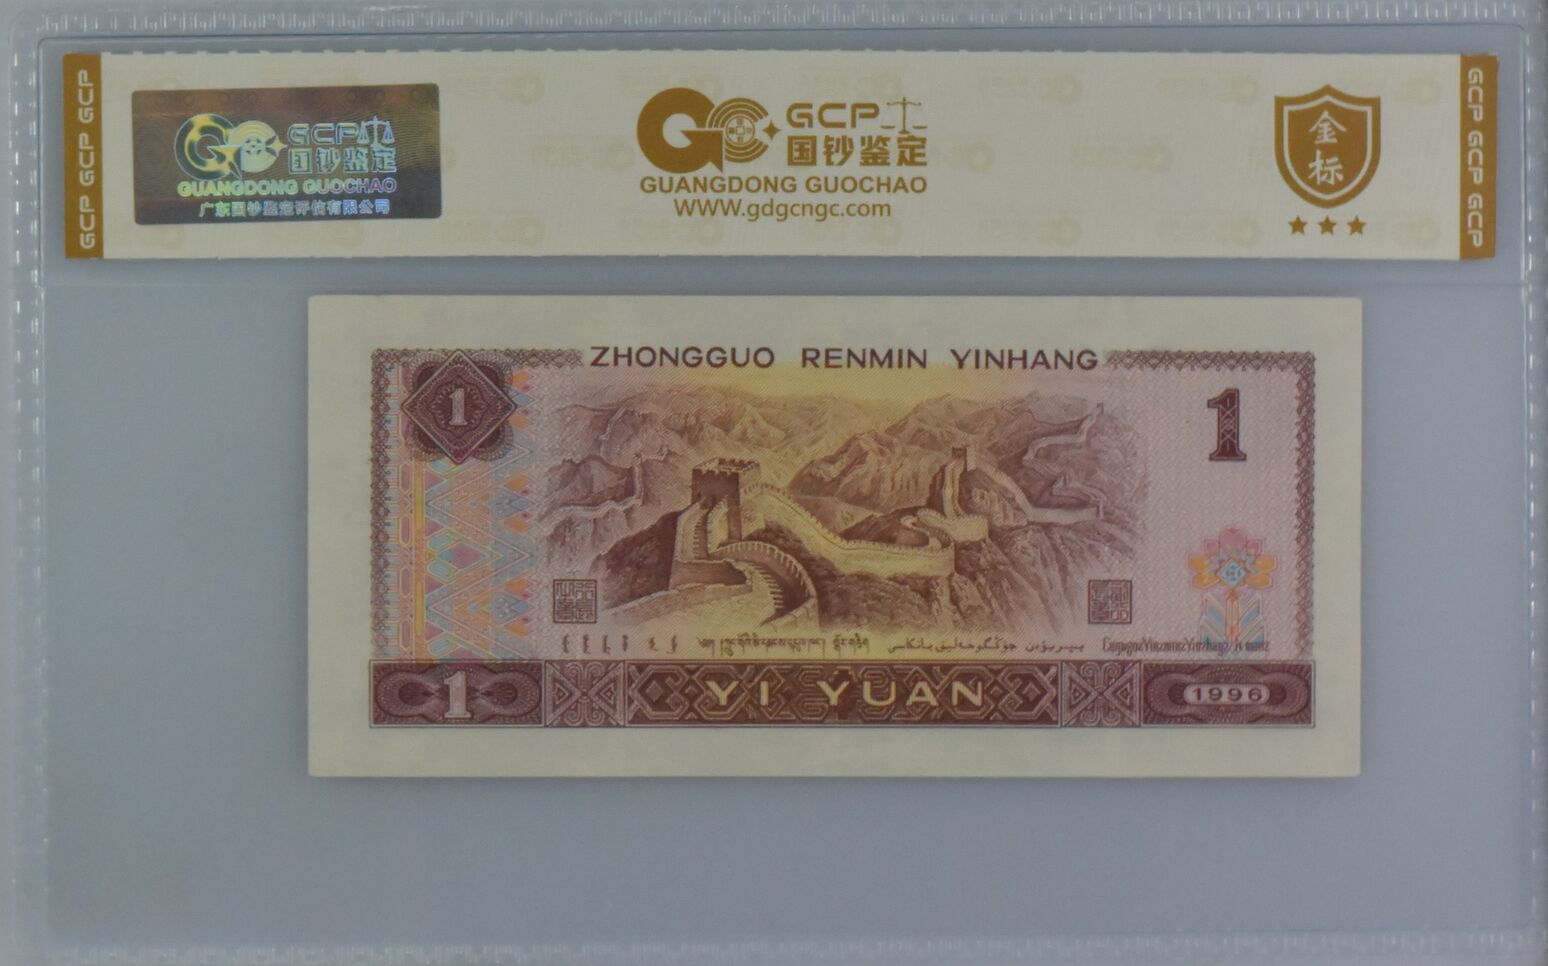 GCP GCP GCP
GCP
国钞鉴定
GUANGDONG GUOCHAO
广东国钞鉴定评估有限公司
GCP
国钞鉴定
GUANGDONG GUOCHAO
WWW.gdgcngc.com
金标
GCP GCP GCP
ZHONGGUO RENMIN YINHANG
1
1
1 YI YUAN 1996